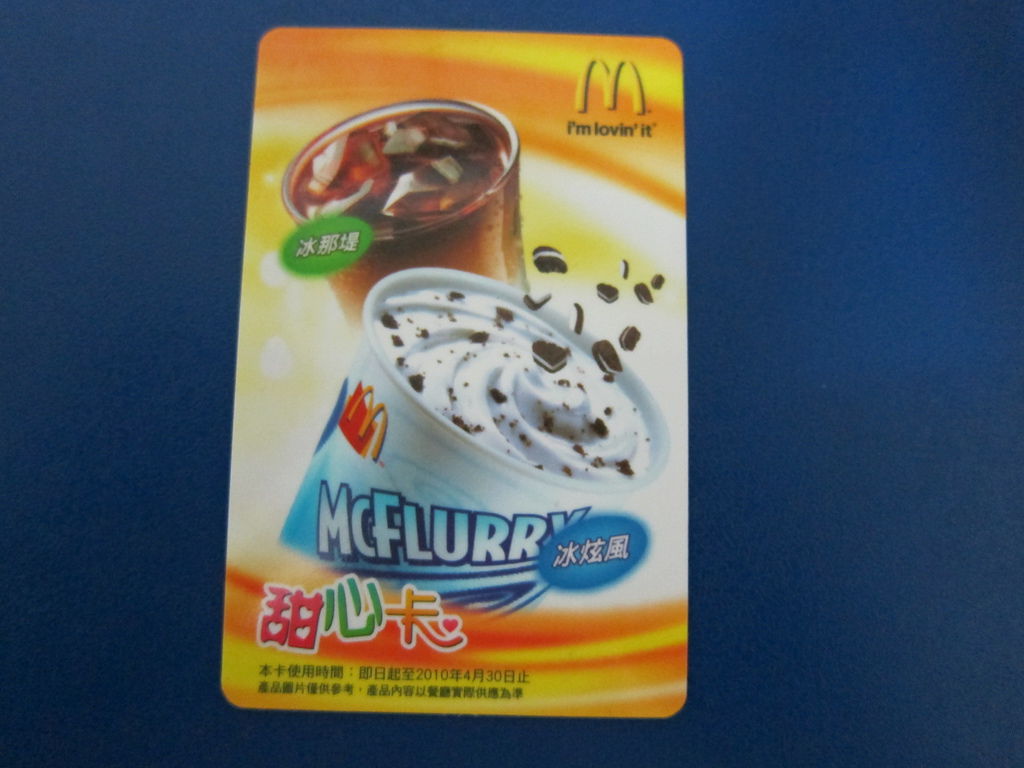 i'm lovin' it
冰那堤
McFLURRY
冰炫風
甜心卡
本卡使用時間：即日起至2010年4月30日止
產品圖片僅供參考，產品內容以餐廳實際供應為準